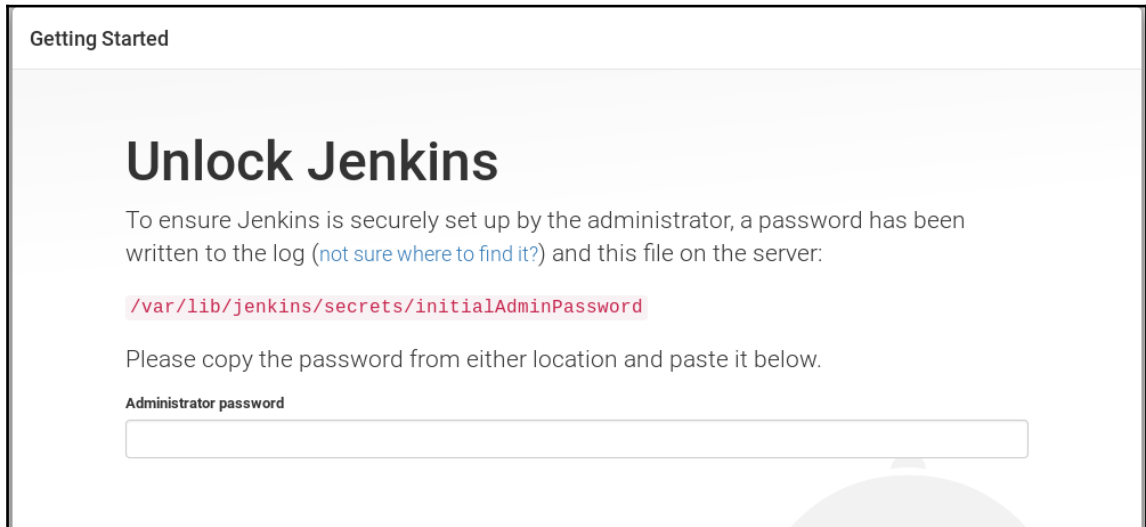 Getting Started
Unlock Jenkins
To ensure Jenkins is securely set up by the administrator, a password has been
written to the log (not sure where to find it?) and this file on the server:
/var/lib/jenkins/secrets/initialAdminPassword
Please copy the password from either location and paste it below.
Administrator password